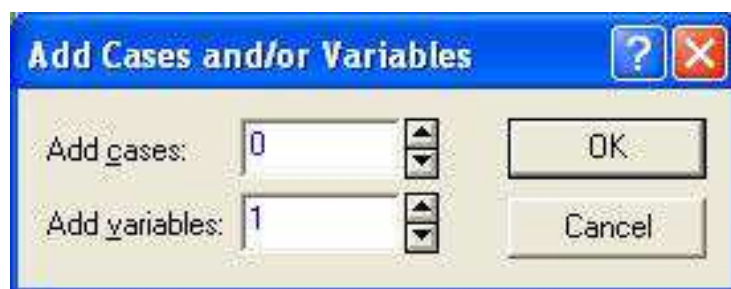 Add Cases and/or Variables ?
Add cases: 0 OK
Add variables: 1 Cancel